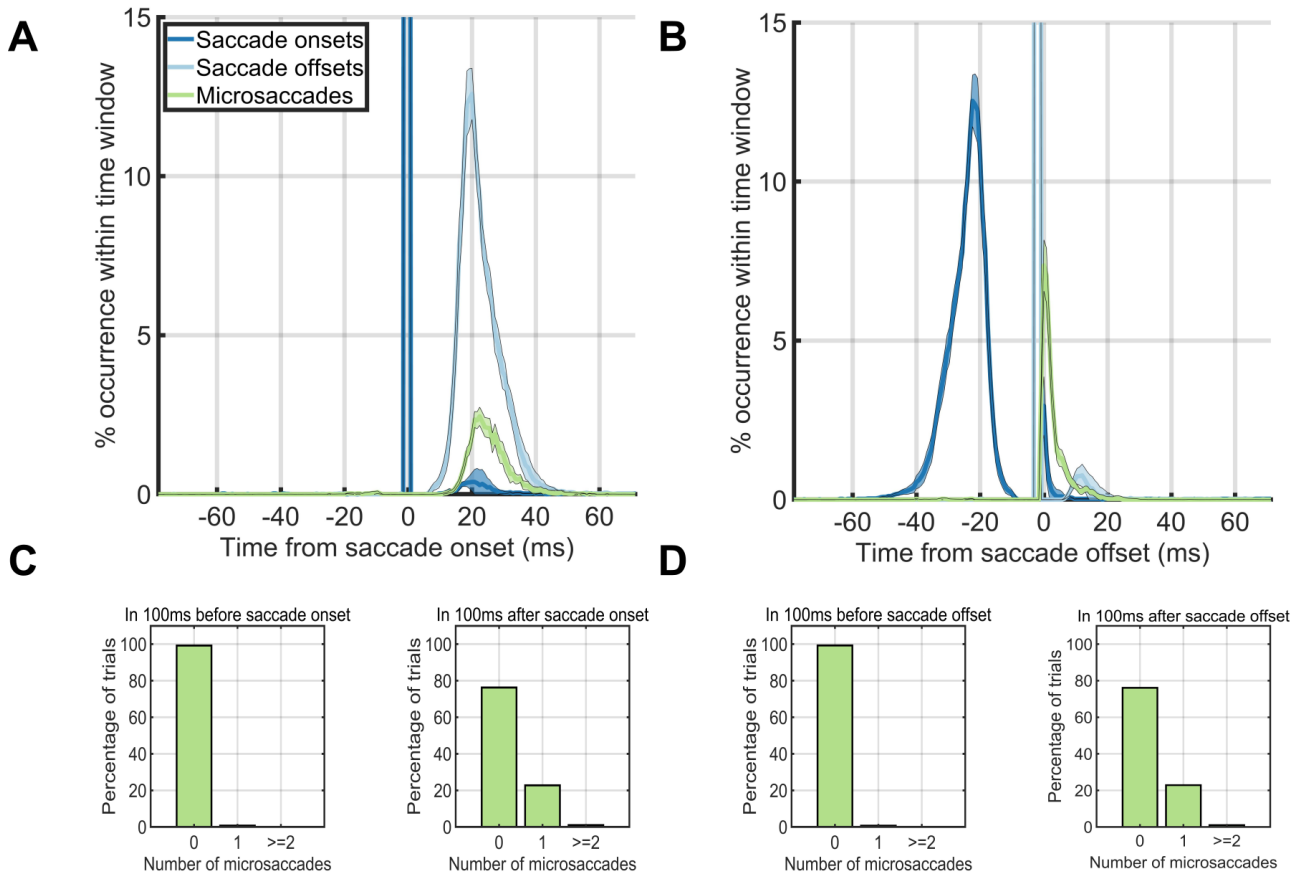 A
15
10
5
0
% occurrence within time window
Saccade onsets
Saccade offsets
Microsaccades
-60 -40 -20 0 20 40 60
Time from saccade onset (ms)
B
15
10
5
0
% occurrence within time window
-60 -40 -20 0 20 40 60
Time from saccade offset (ms)
C
In 100ms before saccade onset
Percentage of trials
100
80
60
40
20
0
0 1 >=2
Number of microsaccades
In 100ms after saccade onset
Percentage of trials
100
80
60
40
20
0
0 1 >=2
Number of microsaccades
D
In 100ms before saccade offset
Percentage of trials
100
80
60
40
20
0
0 1 >=2
Number of microsaccades
In 100ms after saccade offset
Percentage of trials
100
80
60
40
20
0
0 1 >=2
Number of microsaccades